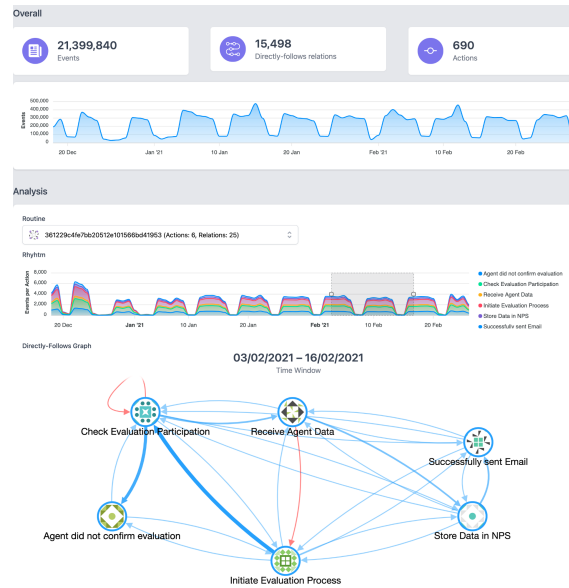 Overall
21,399,840
Events
15,498
Directly-follows relations
690
Actions
Events
500,000
400,000
300,000
200,000
100,000
0
20 Dec Jan '21 10 Jan 20 Jan Feb '21 10 Feb 20 Feb
Analysis
Routine
361229c4fe7bb20512e101566bd41953 (Actions: 6, Relations: 25)
Rhyhtm
Events per Action
8,000
6,000
4,000
2,000
0
20 Dec Jan '21 10 Jan 20 Jan Feb '21 10 Feb 20 Feb
Agent did not confirm evaluation
Check Evaluation Participation
Receive Agent Data
Initiate Evaluation Process
Store Data in NPS
Successfully sent Email
Directly-Follows Graph
03/02/2021 – 16/02/2021
Time Window
Check Evaluation Participation
Receive Agent Data
Successfully sent Email
Agent did not confirm evaluation
Store Data in NPS
Initiate Evaluation Process